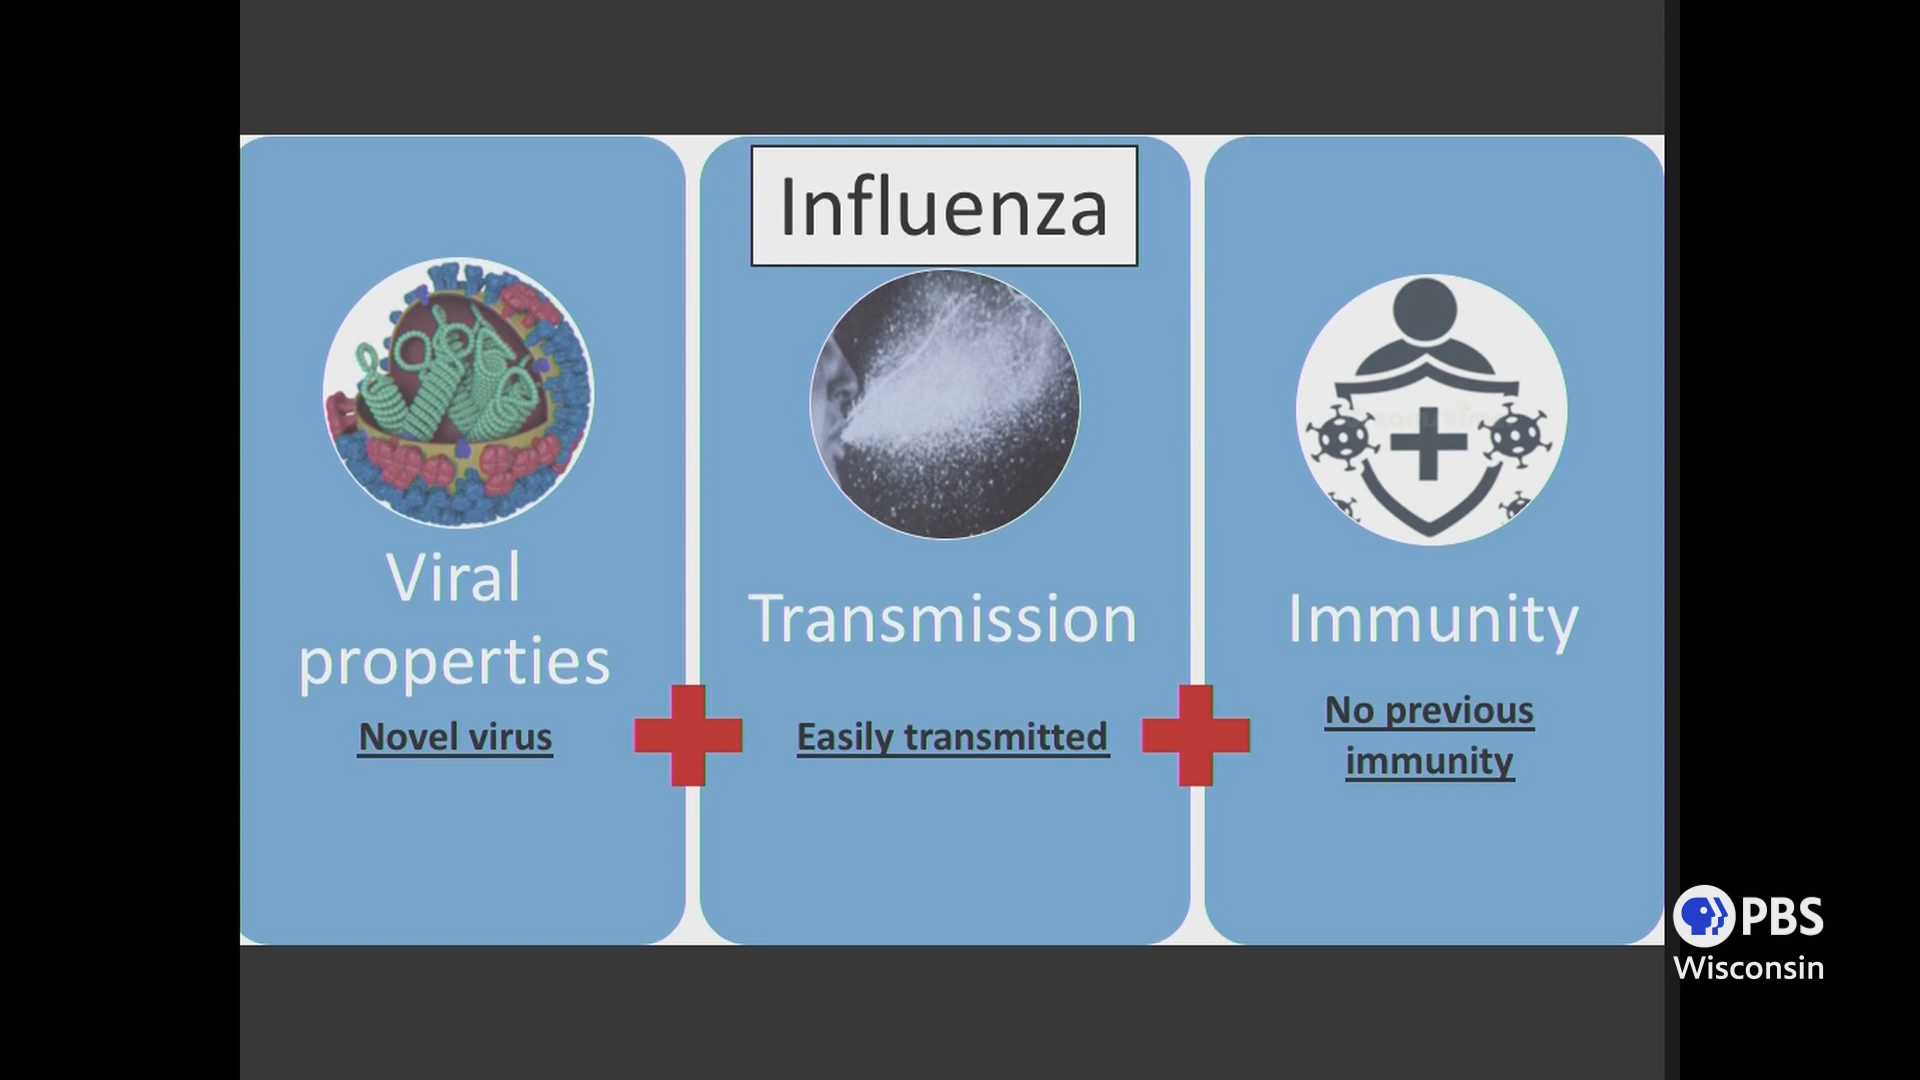 Influenza
Viral
properties
Novel virus
Transmission
Easily transmitted
Immunity
No previous
immunity
PBS
Wisconsin